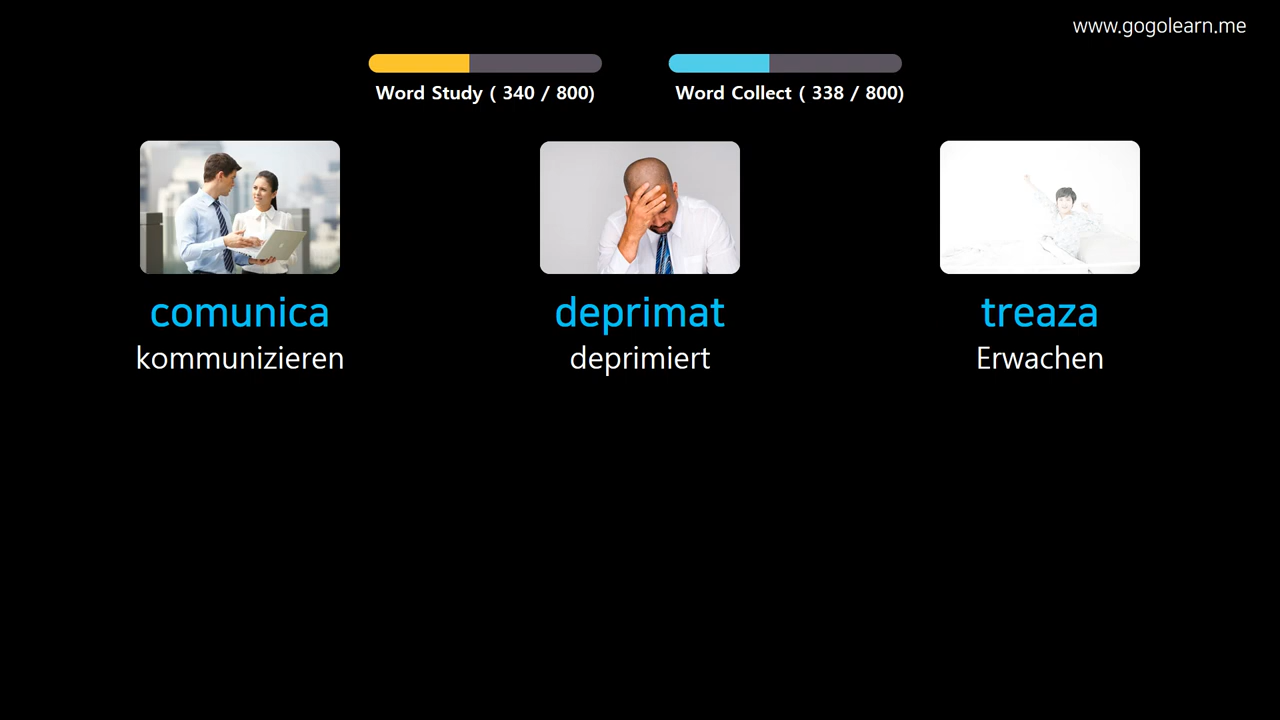 www.gogolearn.me
Word Study ( 340 / 800)
Word Collect ( 338 / 800)
comunica
kommunizieren
deprimat
deprimiert
treaza
Erwachen